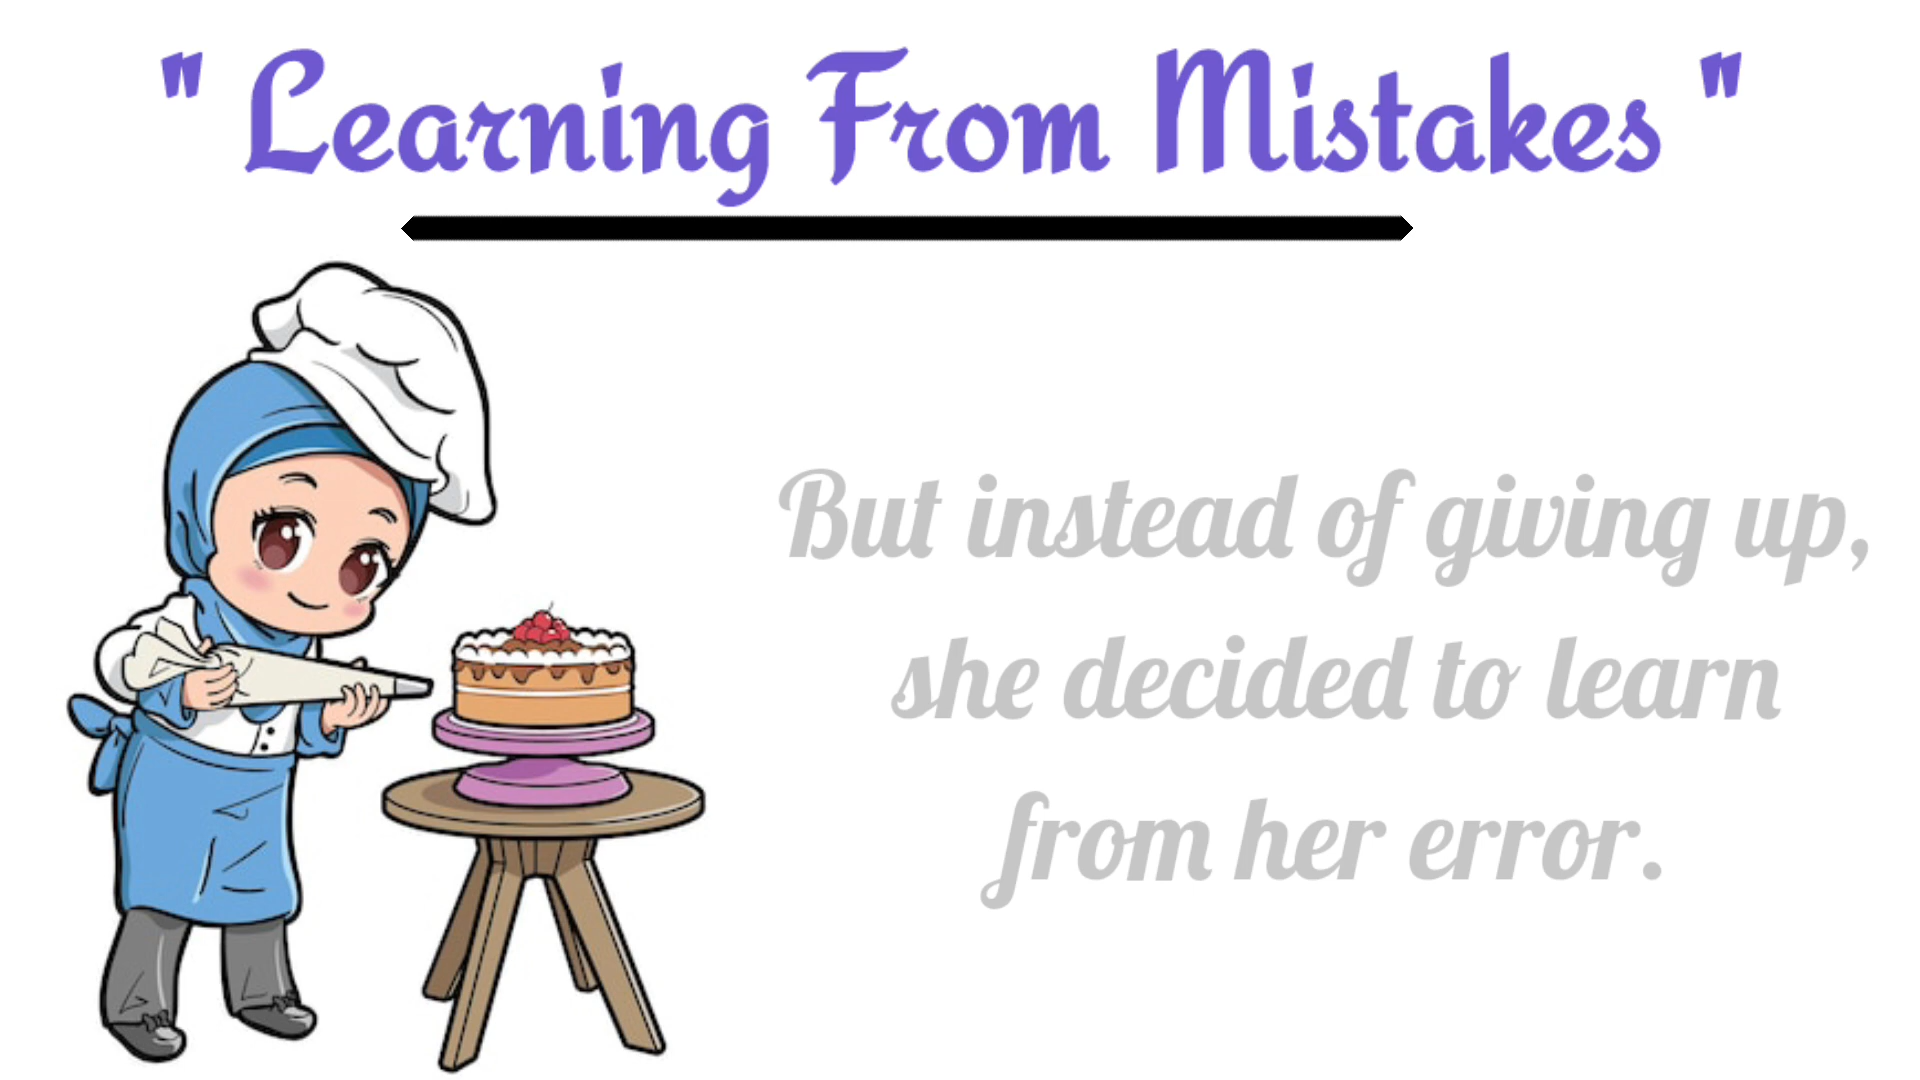 " Learning From Mistakes "
But instead of giving up,
she decided to learn
from her error.